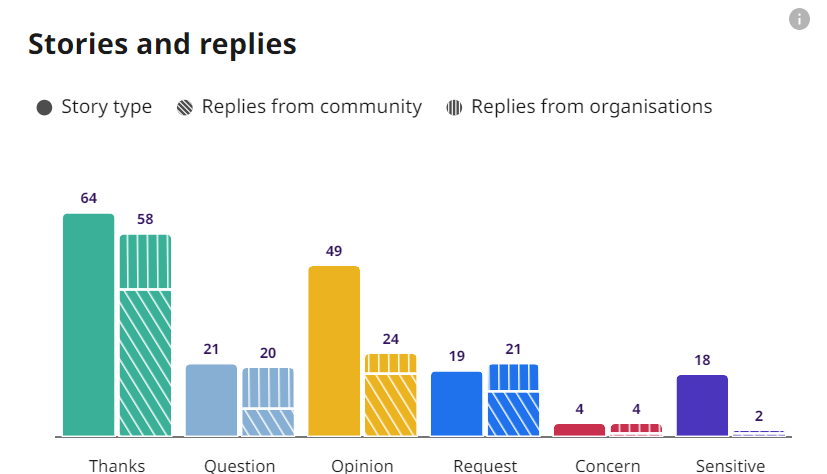 Stories and replies
Story type Replies from community Replies from organisations
64 58
21 20
49 24
19 21
4 4
18 2
Thanks Question Opinion Request Concern Sensitive